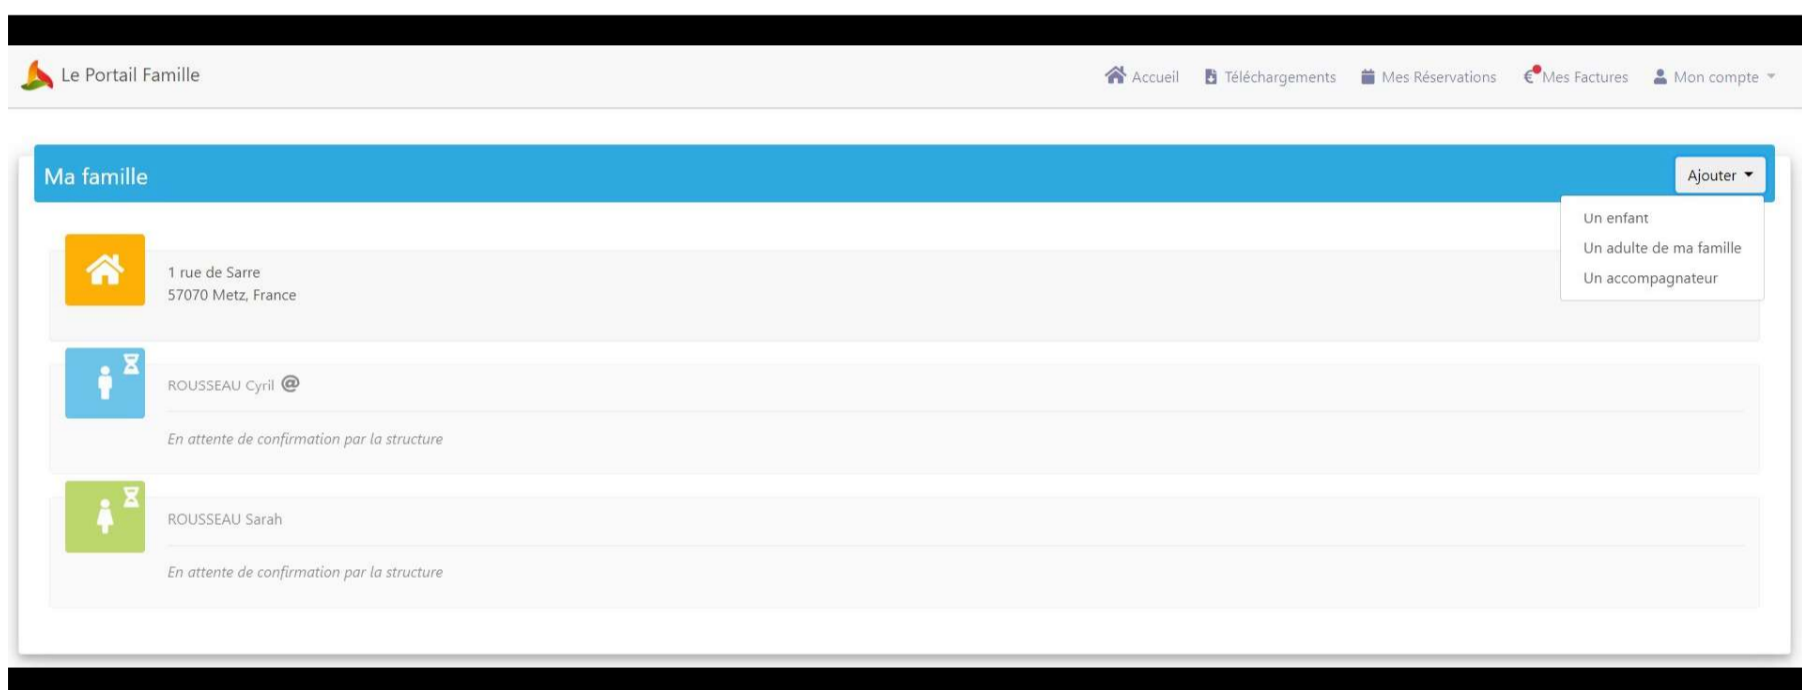 Le Portail Famille
Accueil
Téléchargements
Mes Réservations
€ Mes Factures
Mon compte
Ma famille
Ajouter
Un enfant
Un adulte de ma famille
Un accompagnateur
1 rue de Sarre
57070 Metz, France
ROUSSEAU Cyril @
En attente de confirmation par la structure
ROUSSEAU Sarah
En attente de confirmation par la structure